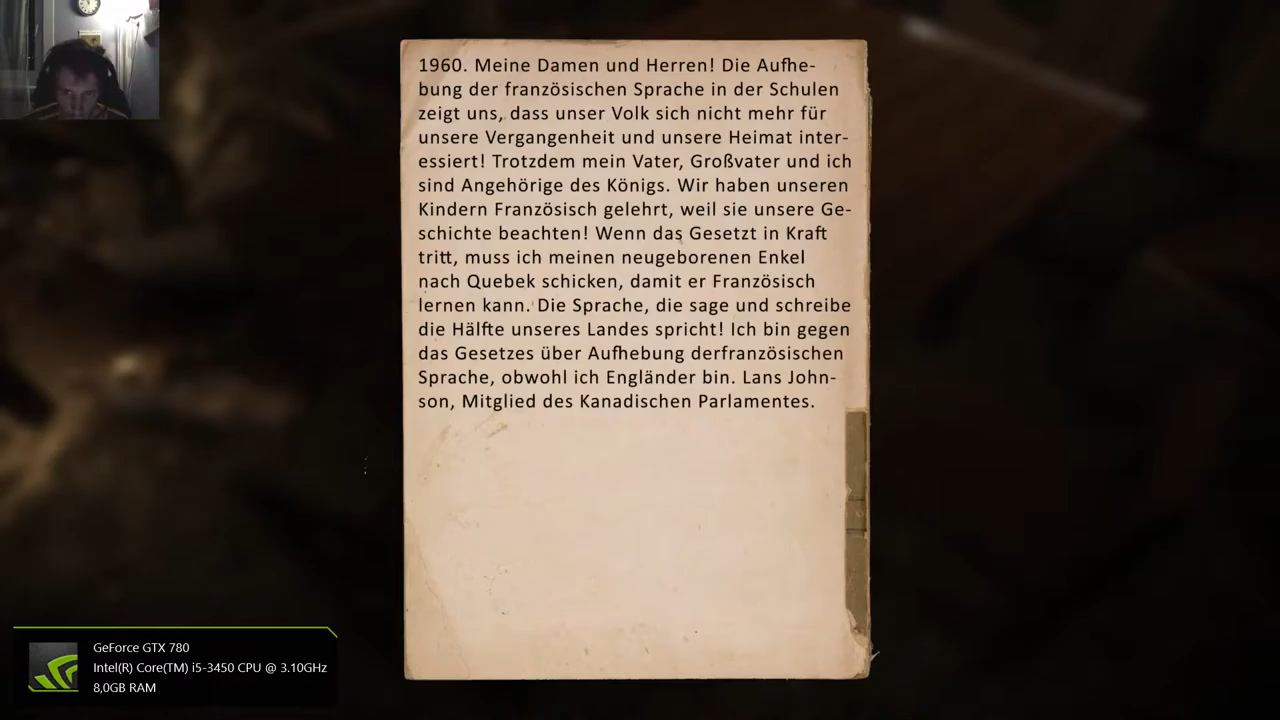 1960. Meine Damen und Herren! Die Aufhe-
bung der französischen Sprache in der Schulen
zeigt uns, dass unser Volk sich nicht mehr für
unsere Vergangenheit und unsere Heimat inter-
essiert! Trotzdem mein Vater, Großvater und ich
sind Angehörige des Königs. Wir haben unseren
Kindern Französisch gelehrt, weil sie unsere Ge-
schichte beachten! Wenn das Gesetzt in Kraft
tritt, muss ich meinen neugeborenen Enkel
nach Quebek schicken, damit er Französisch
lernen kann. Die Sprache, die sage und schreibe
die Hälfte unseres Landes spricht! Ich bin gegen
das Gesetzes über Aufhebung derfranzösischen
Sprache, obwohl ich Engländer bin. Lans John-
son, Mitglied des Kanadischen Parlamentes.
GeForce GTX 780
Intel(R) Core(TM) i5-3450 CPU @ 3.10GHz
8,0GB RAM